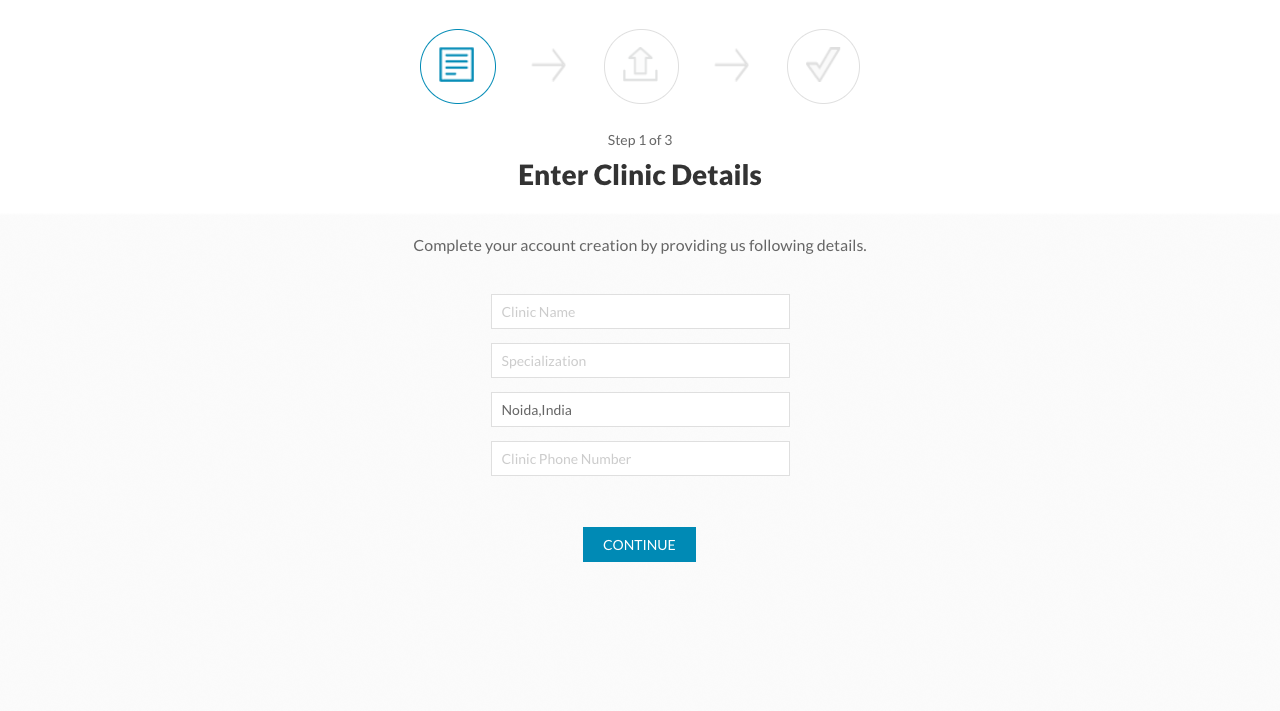 Step 1 of 3
Enter Clinic Details
Complete your account creation by providing us following details.
Clinic Name
Specialization
Noida,India
Clinic Phone Number
CONTINUE